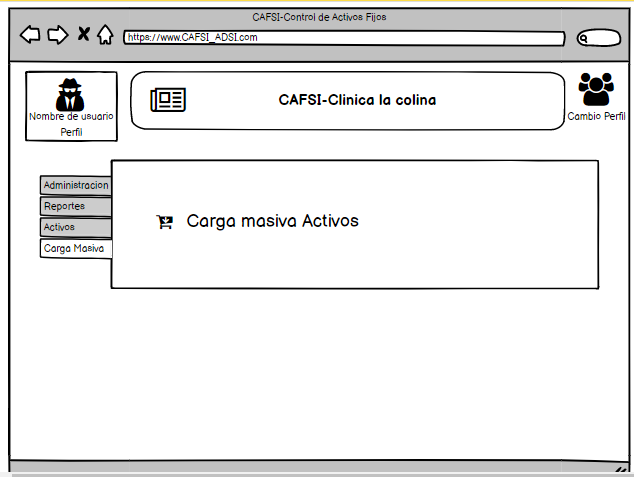 CAFSI-Control de Activos Fijos
https://www.CAFSI_ADSI.com
Nombre de usuario
Perfil
CAFSI-Clinica la colina
Cambio Perfil
Administracion
Reportes
Activos
Carga Masiva
Carga masiva Activos